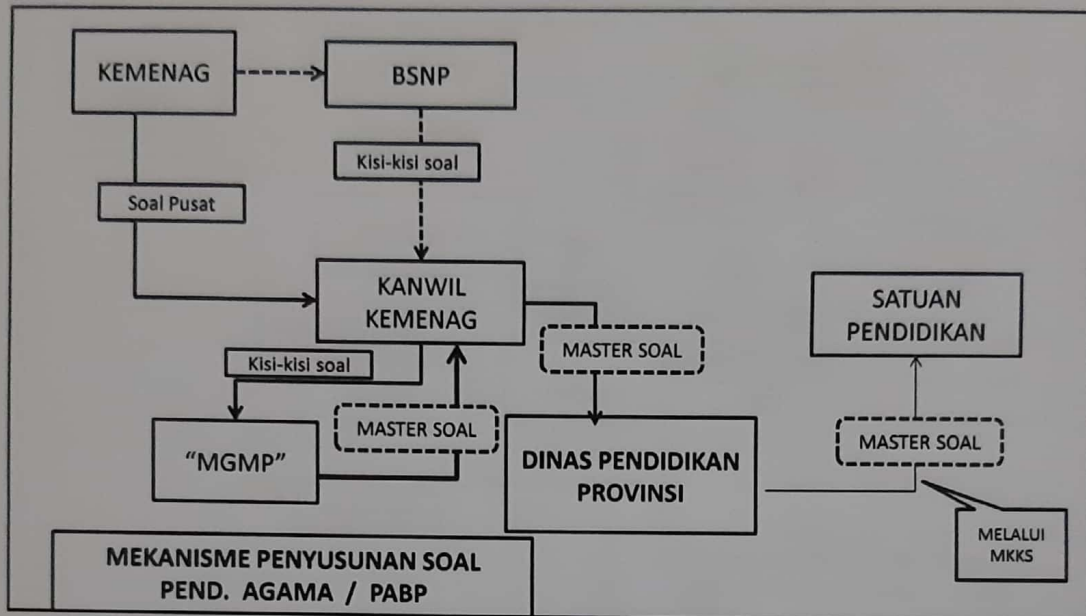 KEMENAG
BSNP
Kisi-kisi soal
Soal Pusat
KANWIL
KEMENAG
SATUAN
PENDIDIKAN
MASTER SOAL
Kisi-kisi soal
MASTER SOAL
"MGMP"
DINAS PENDIDIKAN
PROVINSI
MASTER SOAL
MELALUI
MKKS
MEKANISME PENYUSUNAN SOAL
PEND. AGAMA / PABP